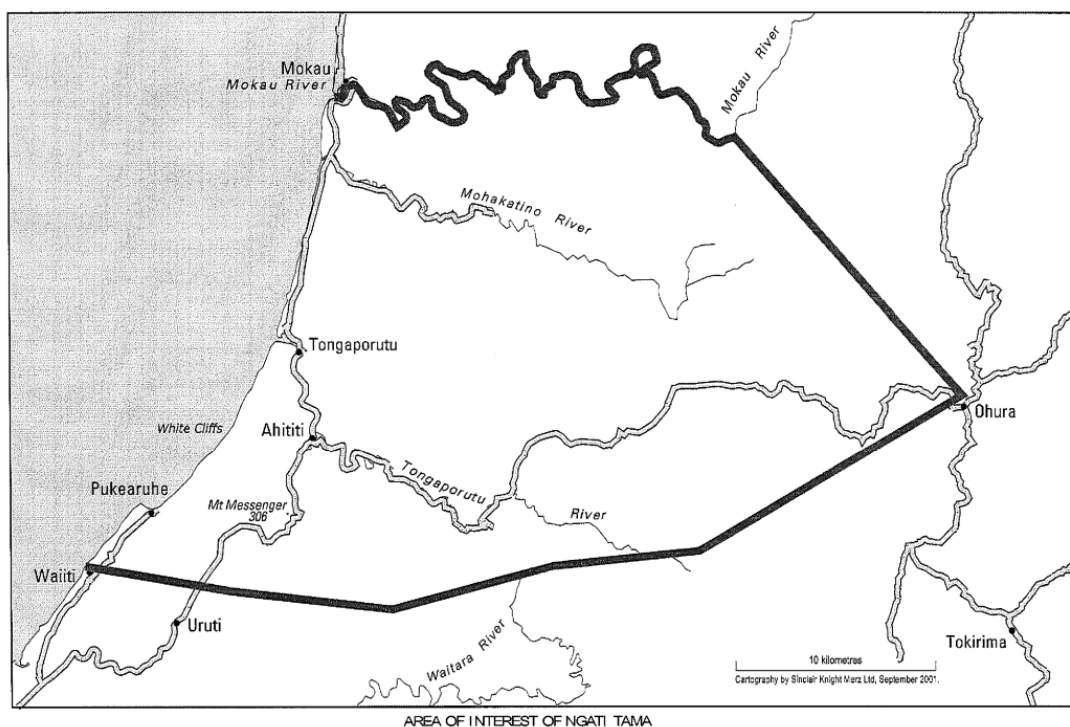 Mokau
Mokau River
Mokau River
Mohakatino River
Tongaporutu
White Cliffs
Ahititi
Ohura
Tongaporutu
River
Pukearuhe
Mt Messenger
306
Waiiti
Uruti
Waitara River
Tokirima
10 kilometres
Cartography by Sinclair Knight Merz Ltd, September 2001.
AREA OF INTEREST OF NGATI TAMA